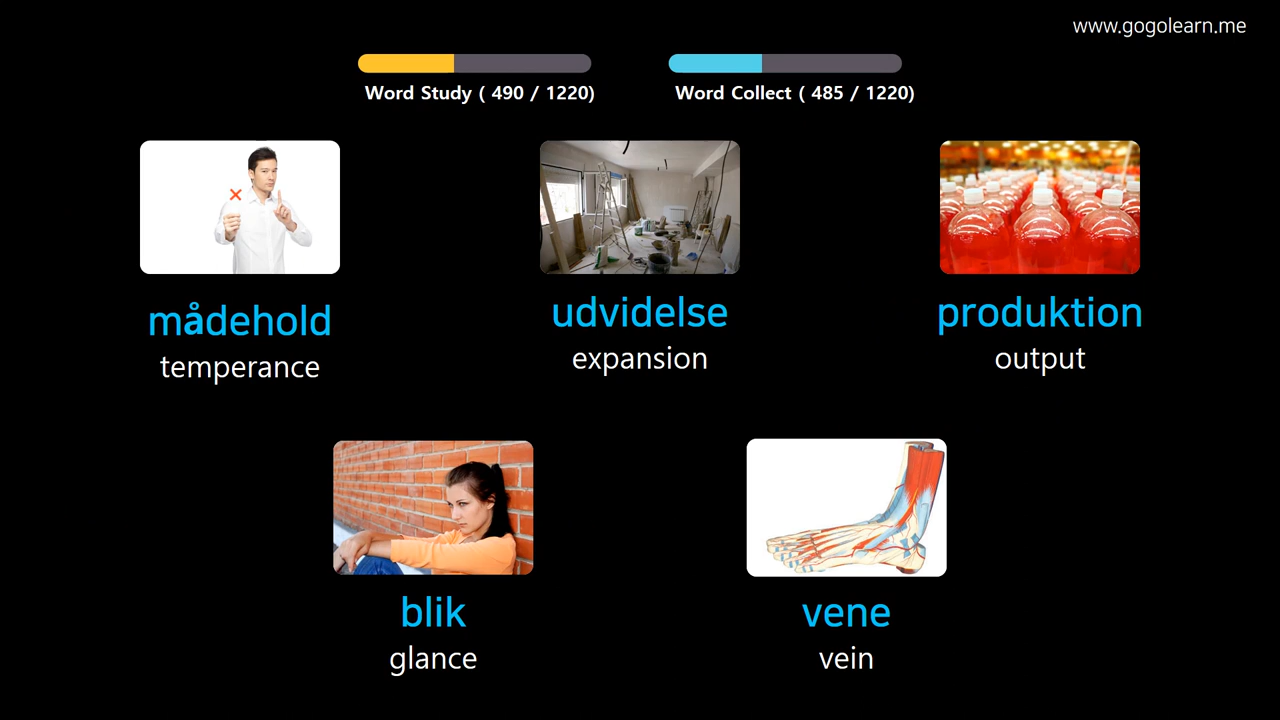 www.gogolearn.me
Word Study ( 490 / 1220)
Word Collect ( 485 / 1220)
mådehold
temperance
udvidelse
expansion
produktion
output
blik
glance
vene
vein